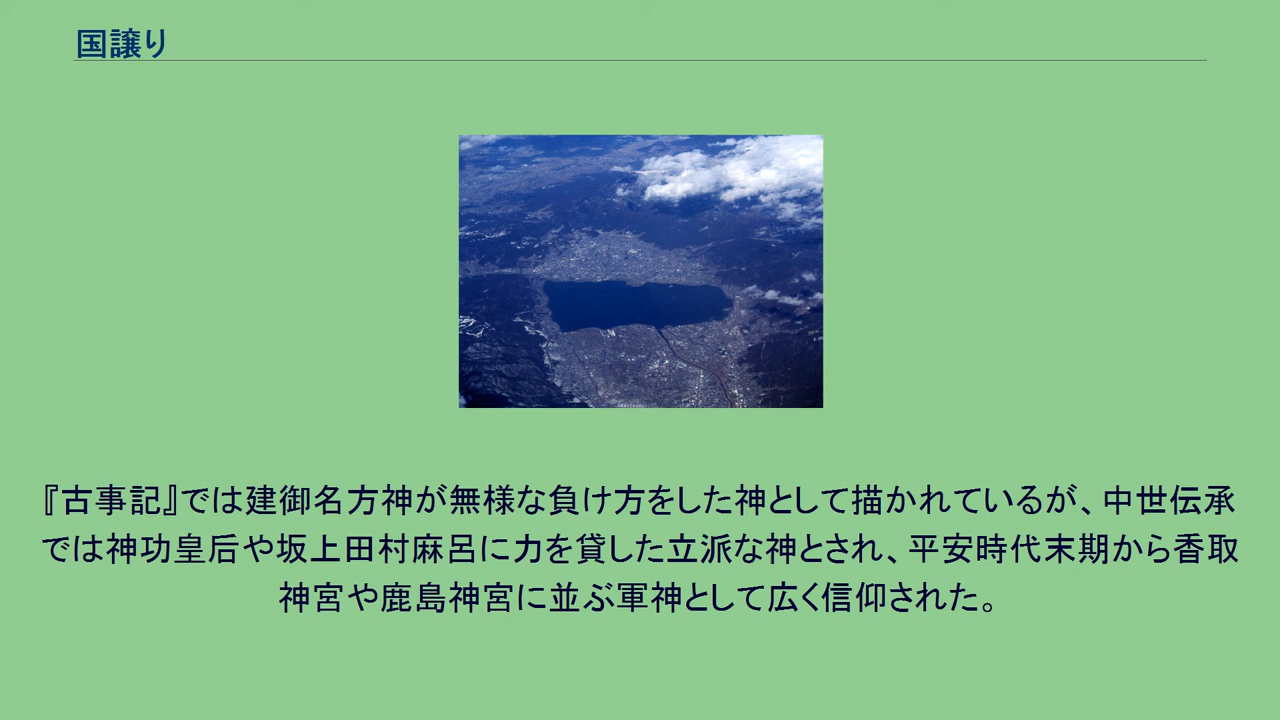 国譲り
『古事記』では建御名方神が無様な負け方をした神として描かれているが、中世伝承
では神功皇后や坂上田村麻呂に力を貸した立派な神とされ、平安時代末期から香取
神宮や鹿島神宮に並ぶ軍神として広く信仰された。